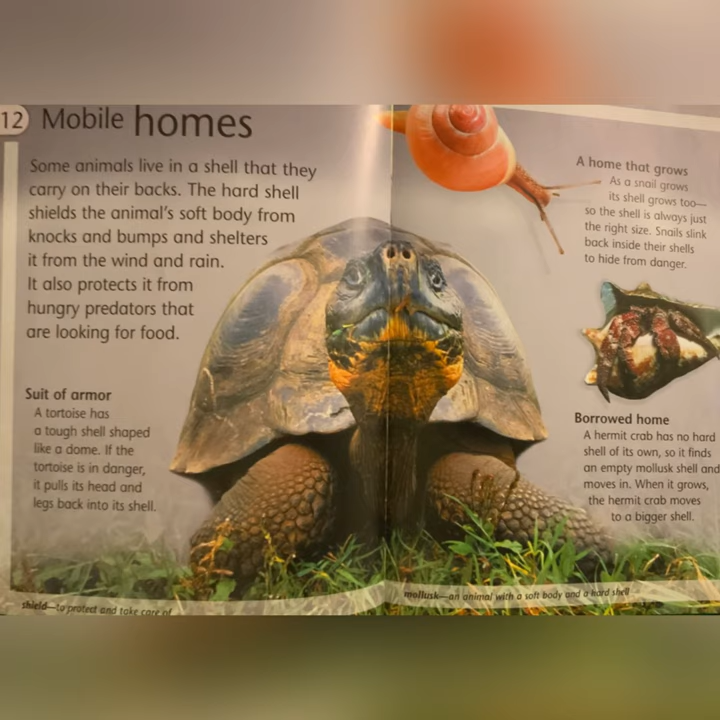 12 Mobile homes
Some animals live in a shell that they
carry on their backs. The hard shell
shields the animal's soft body from
knocks and bumps and shelters
it from the wind and rain.
It also protects it from
hungry predators that
are looking for food.
Suit of armor
A tortoise has
a tough shell shaped
like a dome. If the
tortoise is in danger,
it pulls its head and
legs back into its shell.
shield—to protect and take care of
A home that grows
As a snail grows
its shell grows too—
so the shell is always just
the right size. Snails slink
back inside their shells
to hide from danger.
Borrowed home
A hermit crab has no hard
shell of its own, so it finds
an empty mollusk shell and
moves in. When it grows,
the hermit crab moves
to a bigger shell.
mollusk—an animal with a soft body and a hard shell